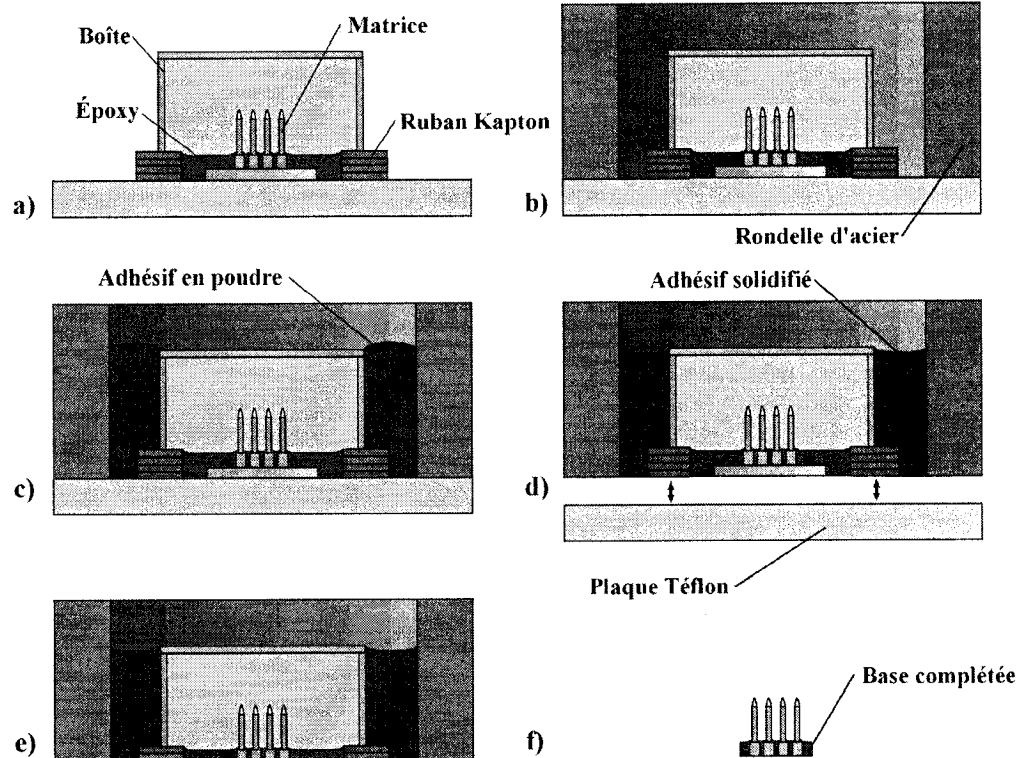 Boîte
Matrice
Époxy
Ruban Kapton
a)
b)
Rondelle d'acier
Adhésif en poudre
Adhésif solidifié
c)
d)
Plaque Téflon
Base complétée
e)
f)